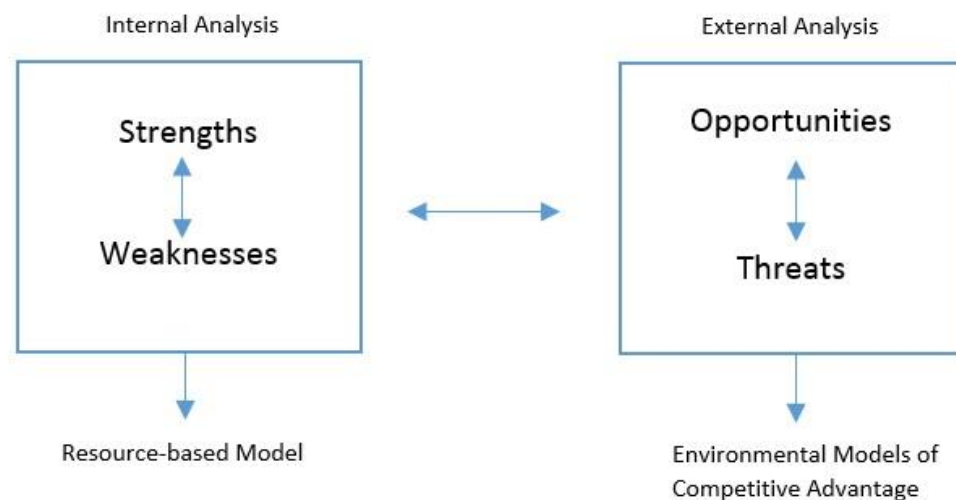 Internal Analysis
Strengths
Weaknesses
Resource-based Model
External Analysis
Opportunities
Threats
Environmental Models of
Competitive Advantage